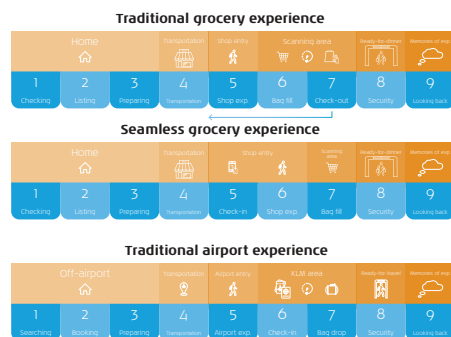 Traditional grocery experience
Home Transportation Shop entry Scanning area Ready-for-dinner Memories of exp.
1 2 3 4 5 6 7 8 9
Checking Listing Preparing Transportation Shop exp. Bag fill Check-out Security Looking back
Seamless grocery experience
Home Transportation Shop entry Scanning area Ready-for-dinner Memories of exp.
1 2 3 4 5 6 7 8 9
Checking Listing Preparing Transportation Check-in Shop exp. Bag fill Security Looking back
Traditional airport experience
Off-airport Transportation Airport entry KLM area Ready-for-travel Memories of exp.
1 2 3 4 5 6 7 8 9
Searching Booking Preparing Transportation Airport exp. Check-in Bag drop Security Looking back